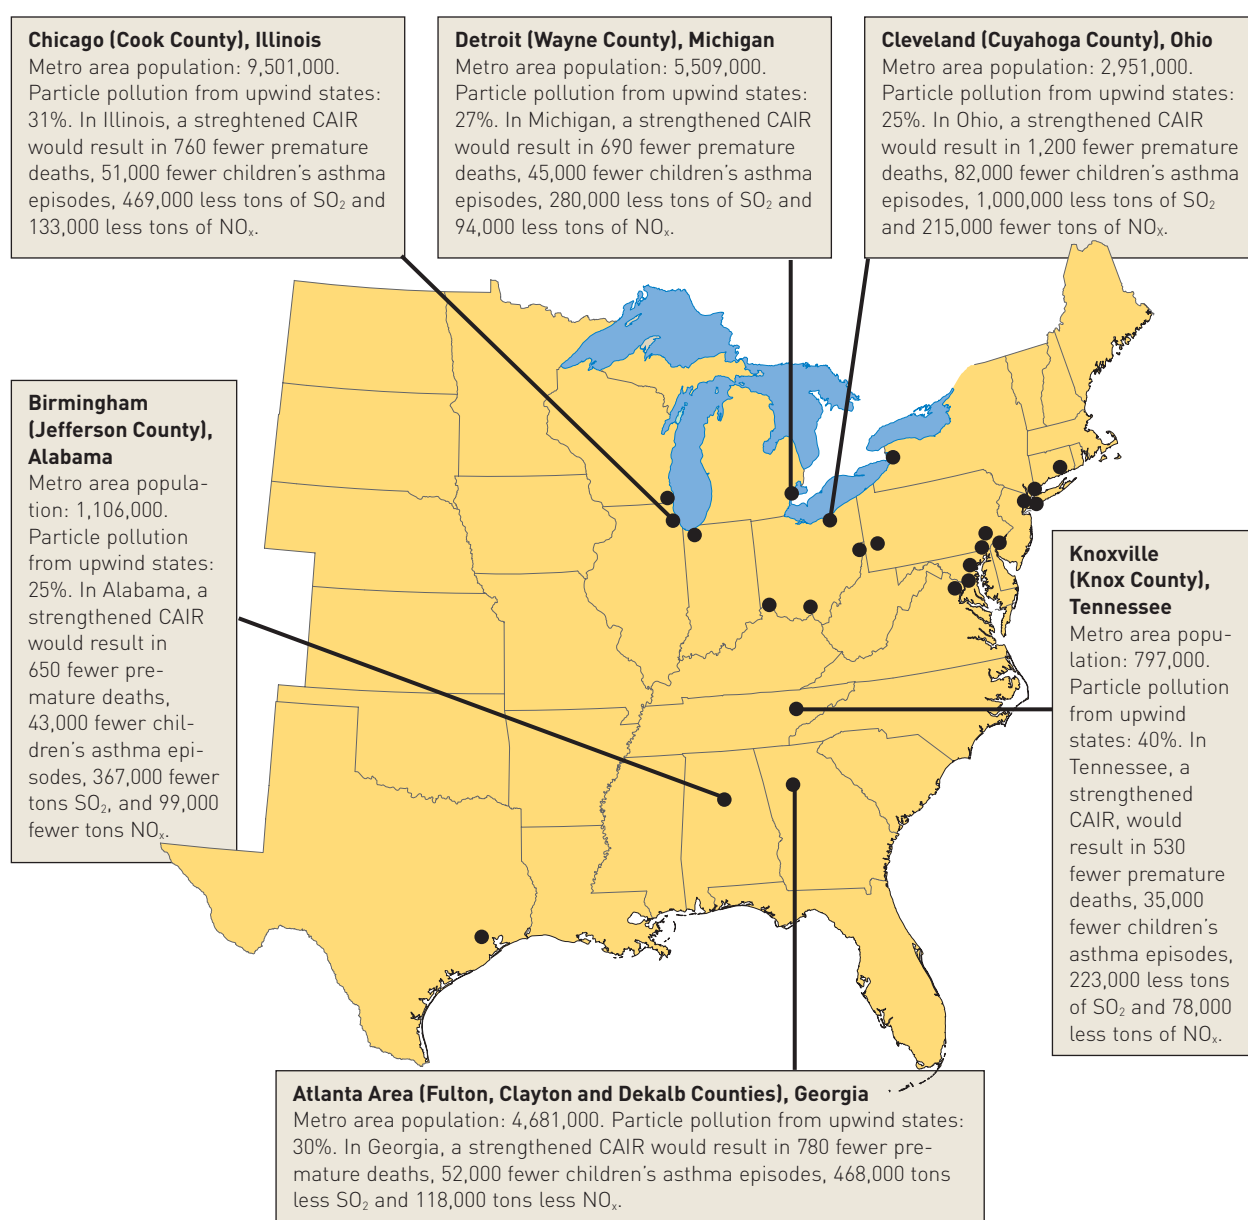 Chicago (Cook County), Illinois
Metro area population: 9,501,000.
Particle pollution from upwind states:
31%. In Illinois, a streghtened CAIR
would result in 760 fewer premature
deaths, 51,000 fewer children’s asthma
episodes, 469,000 less tons of SO₂ and
133,000 less tons of NOₓ.
Detroit (Wayne County), Michigan
Metro area population: 5,509,000.
Particle pollution from upwind states:
27%. In Michigan, a strengthened CAIR
would result in 690 fewer premature
deaths, 45,000 fewer children’s asthma
episodes, 280,000 less tons of SO₂ and
94,000 less tons of NOₓ.
Cleveland (Cuyahoga County), Ohio
Metro area population: 2,951,000.
Particle pollution from upwind states:
25%. In Ohio, a strengthened CAIR
would result in 1,200 fewer premature
deaths, 82,000 fewer children’s asthma
episodes, 1,000,000 less tons of SO₂
and 215,000 fewer tons of NOₓ.
Birmingham
(Jefferson County),
Alabama
Metro area popula-
tion: 1,106,000.
Particle pollution
from upwind states:
25%. In Alabama, a
strengthened CAIR
would result in
650 fewer pre-
mature deaths,
43,000 fewer chil-
dren’s asthma epi-
sodes, 367,000 fewer
tons SO₂, and 99,000
fewer tons NOₓ.
Knoxville
(Knox County),
Tennessee
Metro area popu-
lation: 797,000.
Particle pollution
from upwind
states: 40%. In
Tennessee, a
strengthened
CAIR, would
result in 530
fewer premature
deaths, 35,000
fewer children’s
asthma episodes,
223,000 less tons
of SO₂ and 78,000
less tons of NOₓ.
Atlanta Area (Fulton, Clayton and Dekalb Counties), Georgia
Metro area population: 4,681,000. Particle pollution from upwind states:
30%. In Georgia, a strengthened CAIR would result in 780 fewer pre-
mature deaths, 52,000 fewer children’s asthma episodes, 468,000 tons
less SO₂ and 118,000 tons less NOₓ.